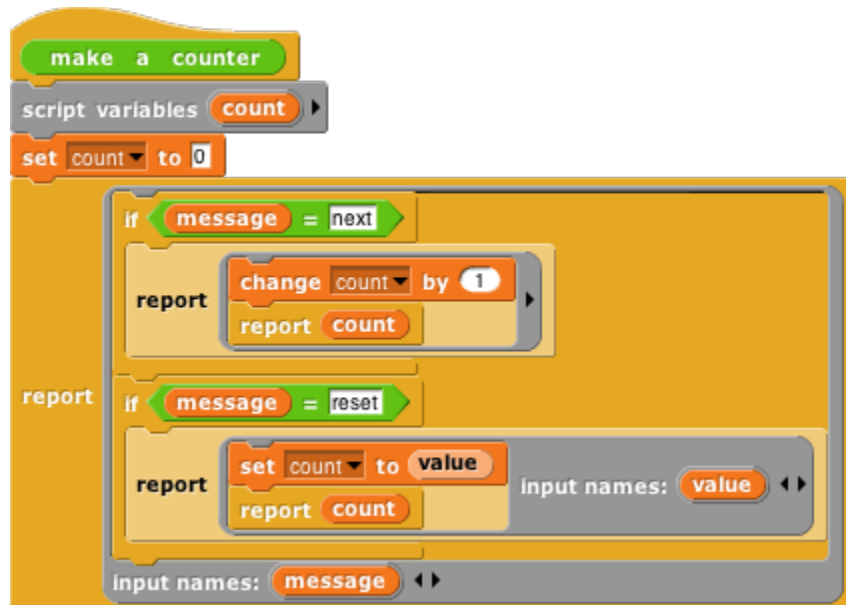 make a counter
script variables count
set count to 0
if message = next
report change count by 1
report count
report
if message = reset
report set count to value
report count
input names: value
input names: message